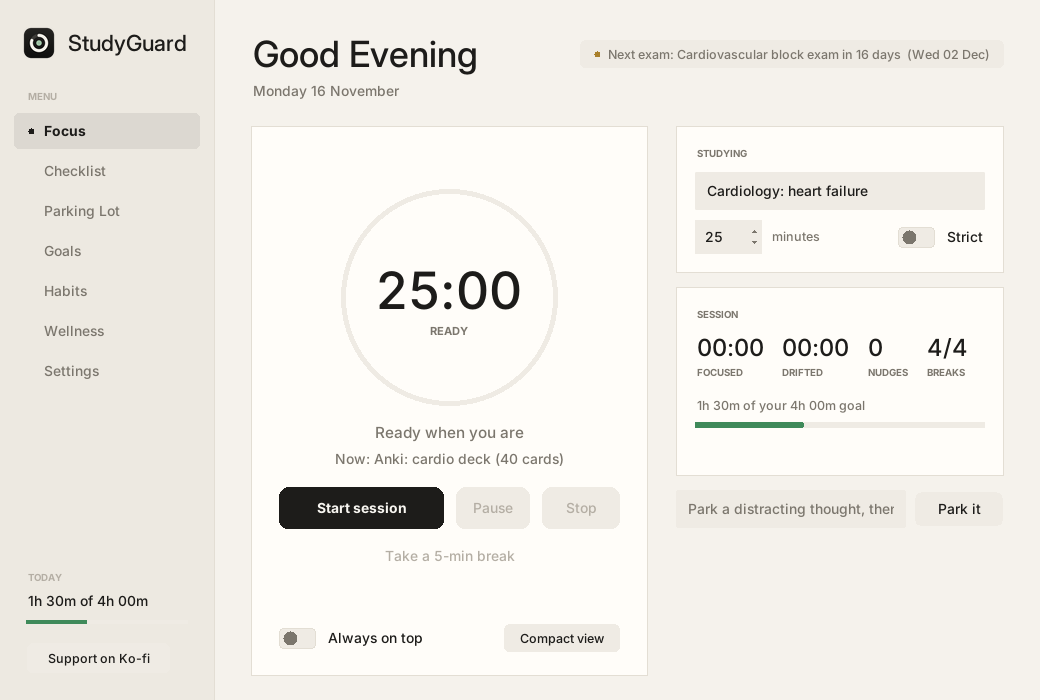 StudyGuard
MENU
Focus
Checklist
Parking Lot
Goals
Habits
Wellness
Settings
TODAY
1h 30m of 4h 00m
Support on Ko-fi
Good Evening
Monday 16 November
Next exam: Cardiovascular block exam in 16 days (Wed 02 Dec)
25:00
READY
Ready when you are
Now: Anki: cardio deck (40 cards)
Start session
Pause
Stop
Take a 5-min break
Always on top
Compact view
STUDYING
Cardiology: heart failure
25 minutes
Strict
SESSION
00:00 00:00 0 4/4
FOCUSED DRIFTED NUDGES BREAKS
1h 30m of your 4h 00m goal
Park a distracting thought, then
Park it